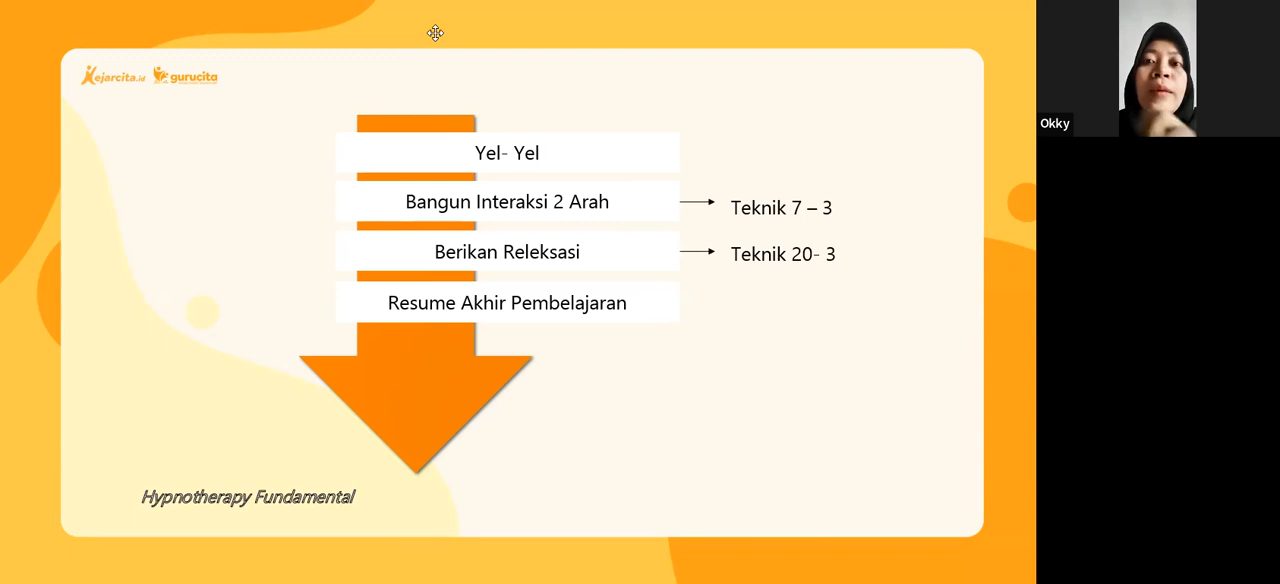 kejarcita.id gurucita
Yel- Yel
Bangun Interaksi 2 Arah
Teknik 7 – 3
Berikan Releksasi
Teknik 20- 3
Resume Akhir Pembelajaran
Hypnotherapy Fundamental
Okky